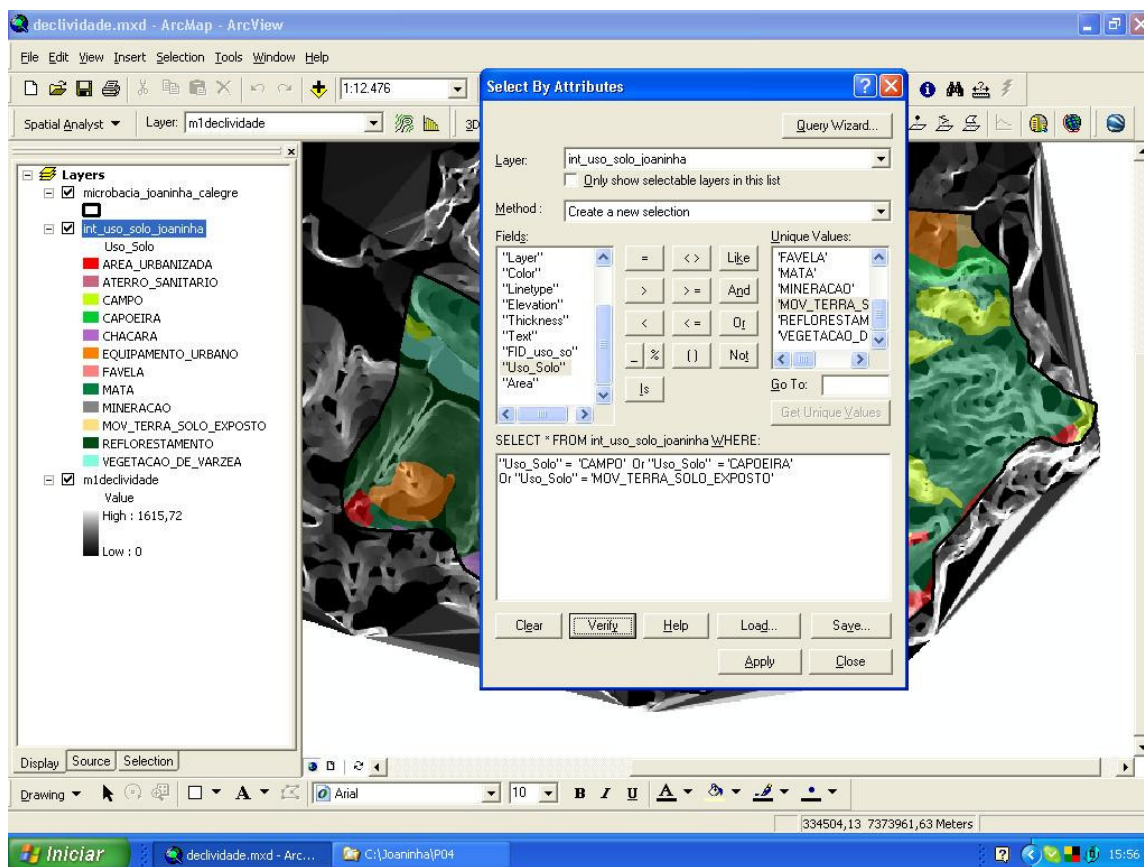 declividade.mxd - ArcMap - ArcView
File Edit View Insert Selection Tools Window Help
1:12.476
Spatial Analyst Layer: m1declividade 3D
Layers
microbacia_joaninha_calegre
int_uso_solo_joaninha
Uso_Solo
AREA_URBANIZADA
ATERRO_SANITARIO
CAMPO
CAPOEIRA
CHACARA
EQUIPAMENTO_URBANO
FAVELA
MATA
MINERACAO
MOV_TERRA_SOLO_EXPOSTO
REFLORESTAMENTO
VEGETACAO_DE_VARZEA
m1declividade
Value
High : 1615,72
Low : 0
Display Source Selection
Select By Attributes
Query Wizard...
Layer: int_uso_solo_joaninha
Only show selectable layers in this list
Method : Create a new selection
Fields:
"Layer"
"Color"
"Linetype"
"Elevation"
"Thickness"
"Text"
"FID_uso_so"
"Uso_Solo"
"Area"
= <> Like
> >= And
< <= Or
_ % () Not
Is
Unique Values:
'FAVELA'
'MATA'
'MINERACAO'
'MOV_TERRA_S
'REFLORESTAM
'VEGETACAO_D
Go To:
Get Unique Values
SELECT * FROM int_uso_solo_joaninha WHERE:
"Uso_Solo" = 'CAMPO' Or "Uso_Solo" = 'CAPOEIRA'
Or "Uso_Solo" = 'MOV_TERRA_SOLO_EXPOSTO'
Clear Verify Help Load... Save...
Apply Close
Drawing A Arial 10 B I U A
334504,13 7373961,63 Meters
Iniciar declividade.mxd - Arc... C:\Joaninha\P04 15:56